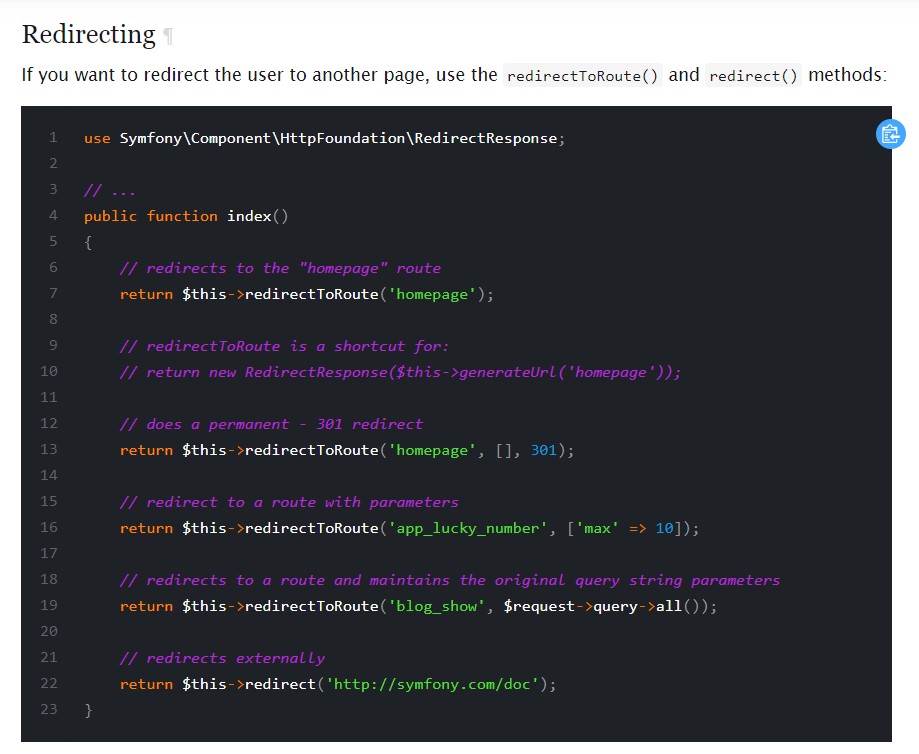 Redirecting ¶
If you want to redirect the user to another page, use the redirectToRoute() and redirect() methods:
1 use Symfony\Component\HttpFoundation\RedirectResponse;
2
3 // ...
4 public function index()
5 {
6     // redirects to the "homepage" route
7     return $this->redirectToRoute('homepage');
8
9     // redirectToRoute is a shortcut for:
10     // return new RedirectResponse($this->generateUrl('homepage'));
11
12     // does a permanent - 301 redirect
13     return $this->redirectToRoute('homepage', [], 301);
14
15     // redirect to a route with parameters
16     return $this->redirectToRoute('app_lucky_number', ['max' => 10]);
17
18     // redirects to a route and maintains the original query string parameters
19     return $this->redirectToRoute('blog_show', $request->query->all());
20
21     // redirects externally
22     return $this->redirect('http://symfony.com/doc');
23 }